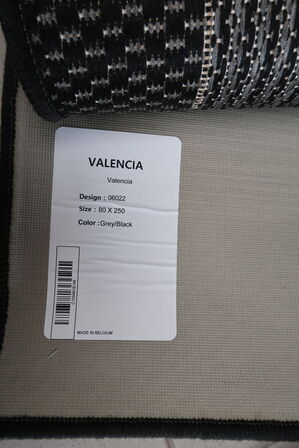 VALENCIA
Valencia
Design : 06022
Size : 80 X 250
Color : Grey/Black
MADE IN BELGIUM